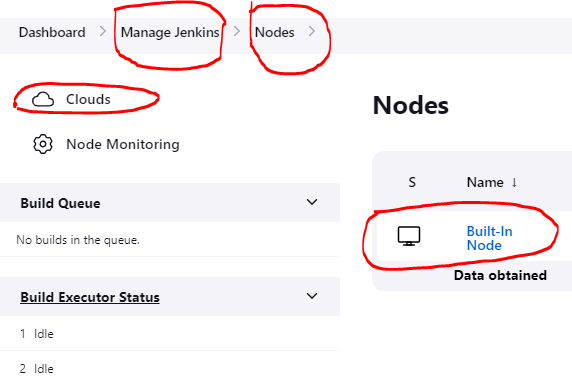 Dashboard > Manage Jenkins > Nodes >
Clouds
Node Monitoring
Build Queue
No builds in the queue.
Build Executor Status
1 Idle
2 Idle
Nodes
S Name ↓
Built-In
Node
Data obtained